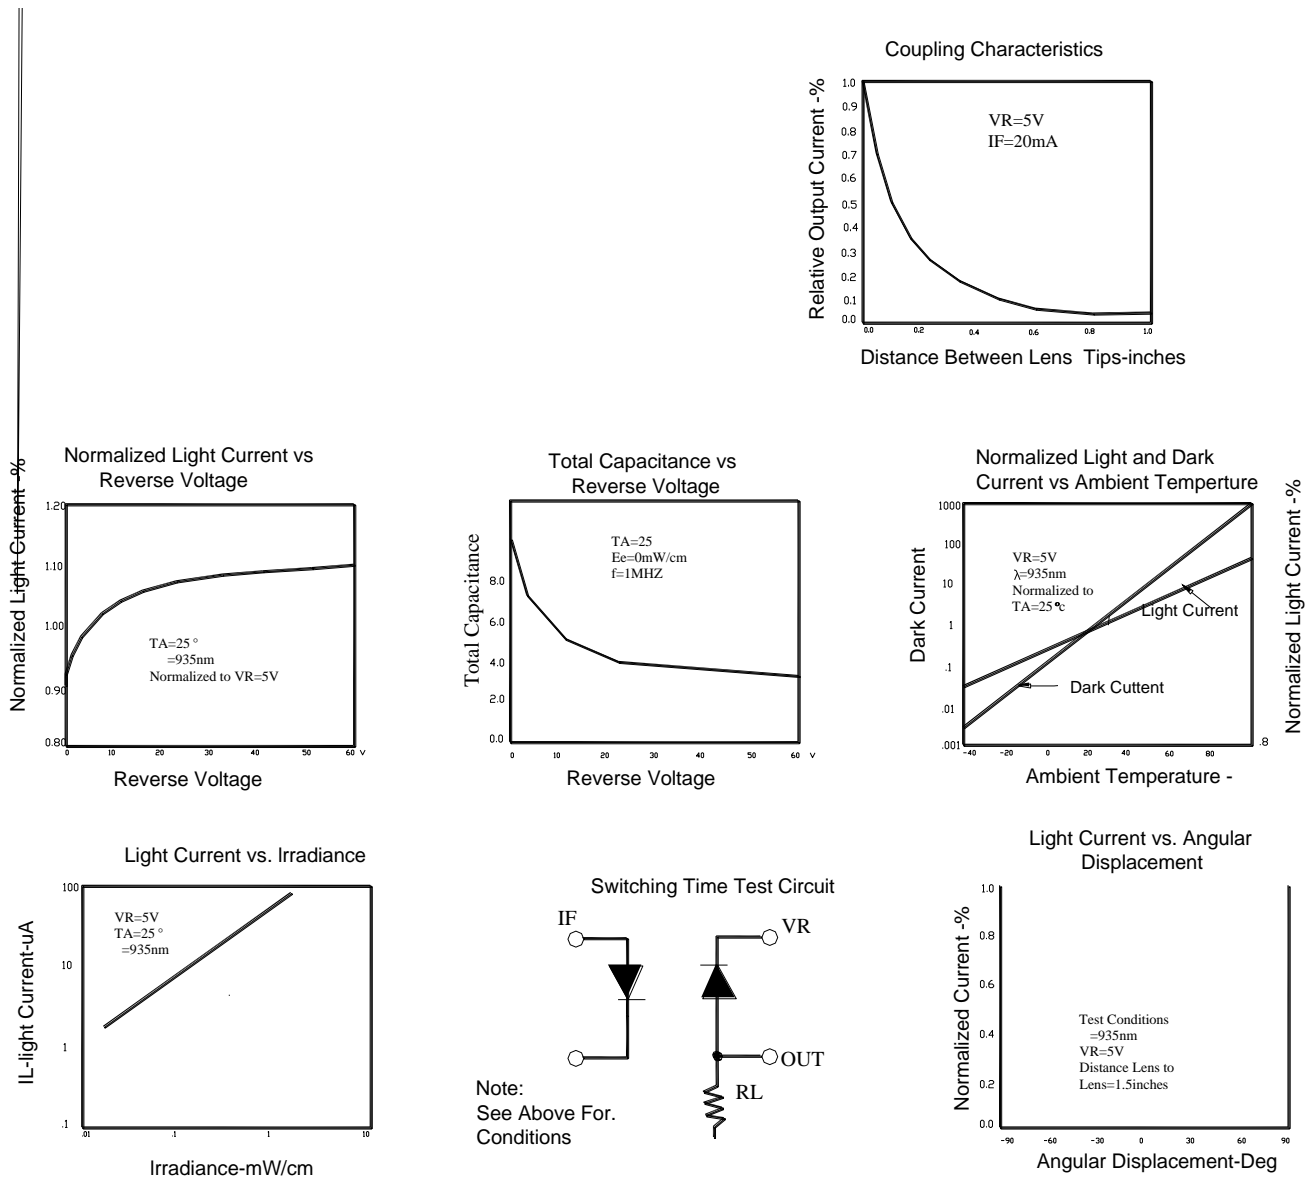 Coupling Characteristics
Relative Output Current -%
1.0
0.9
0.8
0.7
0.6
0.5
0.4
0.3
0.2
0.1
0.0
VR=5V
IF=20mA
0.0 0.2 0.4 0.6 0.8 1.0
Distance Between Lens Tips-inches
Normalized Light Current vs
Reverse Voltage
Normalized Light Current -%
1.20
1.10
1.00
0.90
0.80
TA=25 °
=935nm
Normalized to VR=5V
0 10 20 30 40 50 60 V
Reverse Voltage
Total Capacitance vs
Reverse Voltage
Total Capacitance
8.0
6.0
4.0
2.0
0.0
TA=25
Ee=0mW/cm
f=1MHZ
0 10 20 30 40 50 60 V
Reverse Voltage
Normalized Light and Dark
Current vs Ambient Temperture
Dark Current
1000
100
10
1
.1
.01
.001
VR=5V
λ=935nm
Normalized to
TA=25℃
Light Current
Dark Cuttent
-40 -20 0 20 40 60 80
.8
Normalized Light Current -%
Ambient Temperature -
Light Current vs. Irradiance
IL-light Current-uA
100
10
1
.1
VR=5V
TA=25 °
=935nm
.01 .1 1 10
Irradiance-mW/cm
Switching Time Test Circuit
IF
VR
OUT
RL
Note:
See Above For.
Conditions
Light Current vs. Angular
Displacement
Normalized Current -%
1.0
0.8
0.6
0.4
0.2
0.0
Test Conditions
=935nm
VR=5V
Distance Lens to
Lens=1.5inches
-90 -60 -30 0 30 60 90
Angular Displacement-Deg